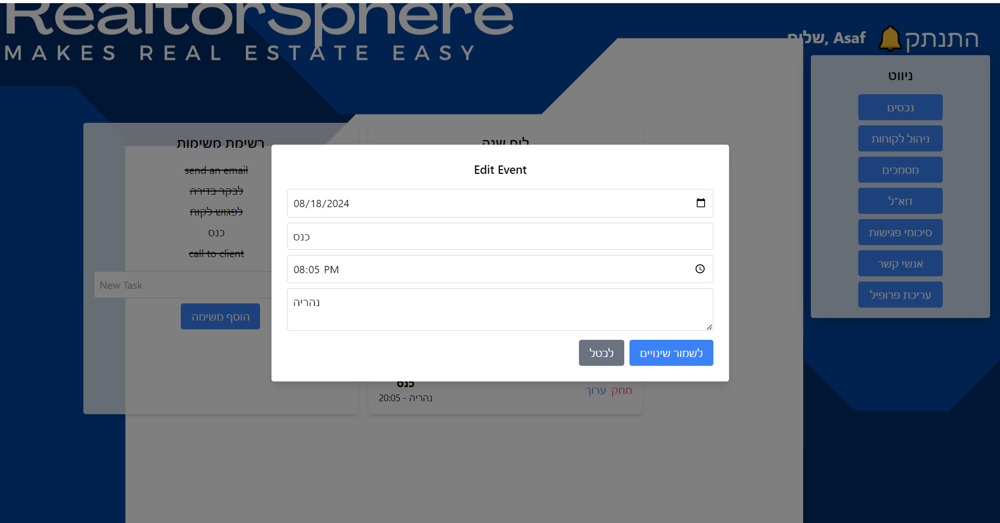 RealtorSphere
MAKES REAL ESTATE EASY
שלום, Asaf
התנתק
ניווט
נכסים
ניהול לקוחות
מסמכים
דוא"ל
סיכומי פגישות
אנשי קשר
עריכת פרופיל
רשימת משימות
send an email
לבקר בדירה
לפגוש לקוח
כנס
call to client
New Task
הוסף משימה
לוח שנה
Edit Event
08/18/2024
כנס
08:05 PM
נהריה
לבטל
לשמור שינויים
כנס
נהריה - 20:05
מחק ערוך